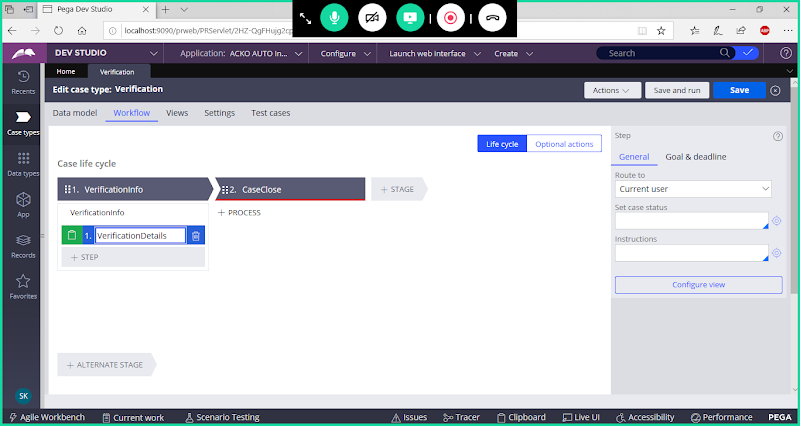 Pega Dev Studio
localhost:9090/prweb/PRServlet/2HZ-QgFHujg2cp
DEV STUDIO
Application: ACKO AUTO In...
Configure
Launch web interface
Create
Search
Home
Verification
Edit case type: Verification
Actions
Save and run
Save
Data model
Workflow
Views
Settings
Test cases
Recents
Case types
Data types
App
Records
Favorites
SK
Life cycle
Optional actions
Case life cycle
1. VerificationInfo
2. CaseClose
+ STAGE
VerificationInfo
+ PROCESS
1. VerificationDetails
+ STEP
+ ALTERNATE STAGE
Step
General
Goal & deadline
Route to
Current user
Set case status
Instructions
Configure view
Agile Workbench
Current work
Scenario Testing
Issues
Tracer
Clipboard
Live UI
Accessibility
Performance
PEGA